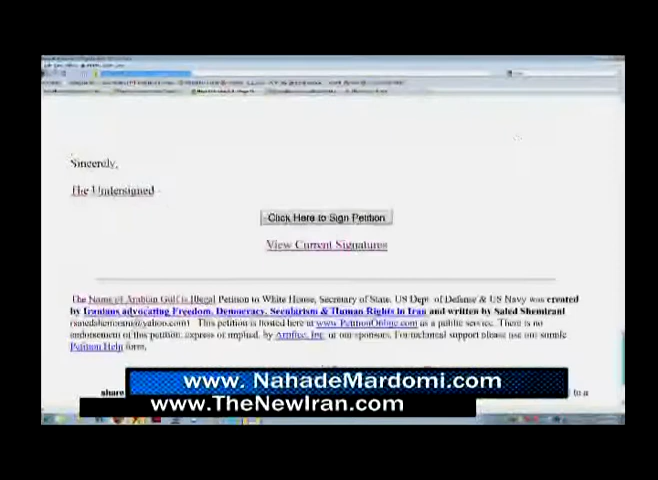 Sincerely,
The Undersigned
Click Here to Sign Petition
View Current Signatures
The Name of Arabian Gulf is Illegal Petition to White House, Secretary of State, US Dept. of Defense & US Navy was created
by Iranians advocating Freedom, Democracy, Secularism & Human Rights in Iran and written by Saied Shemirani
This petition is hosted here at www.PetitionOnline.com as a public service. There is no
endorsement of this petition, express or implied, by Artifice, Inc. or our sponsors. For technical support please use our simple
Petition Help form.
share
to a
www. NahadeMardomi.com
www.TheNewIran.com